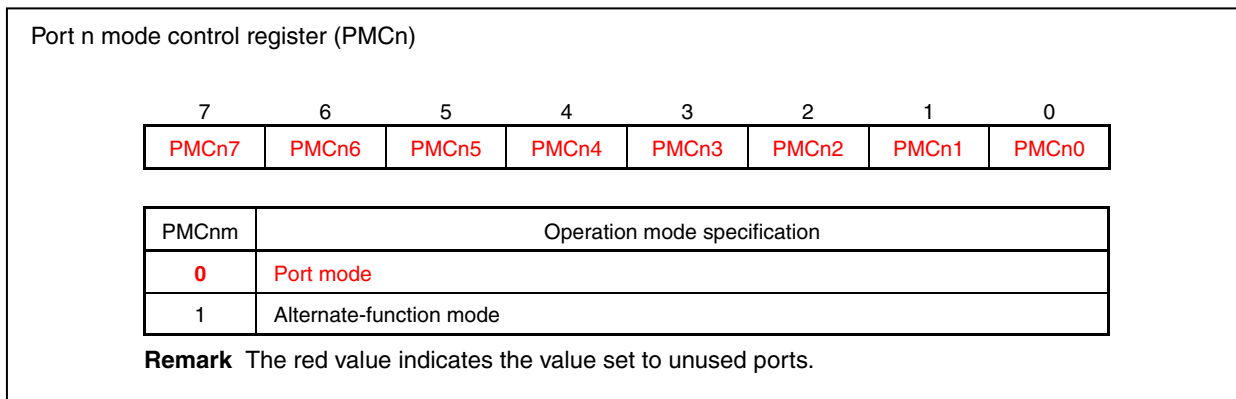 Port n mode control register (PMCn)
7 6 5 4 3 2 1 0
PMCn7 PMCn6 PMCn5 PMCn4 PMCn3 PMCn2 PMCn1 PMCn0
PMCnm Operation mode specification
0 Port mode
1 Alternate-function mode
Remark The red value indicates the value set to unused ports.